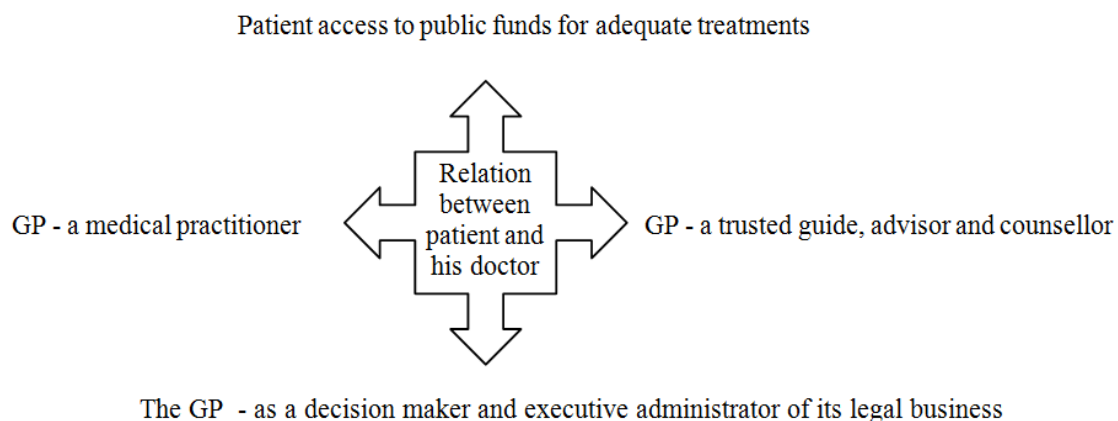 Patient access to public funds for adequate treatments
Relation
between
patient and
his doctor
GP - a medical practitioner
GP - a trusted guide, advisor and counsellor
The GP - as a decision maker and executive administrator of its legal business